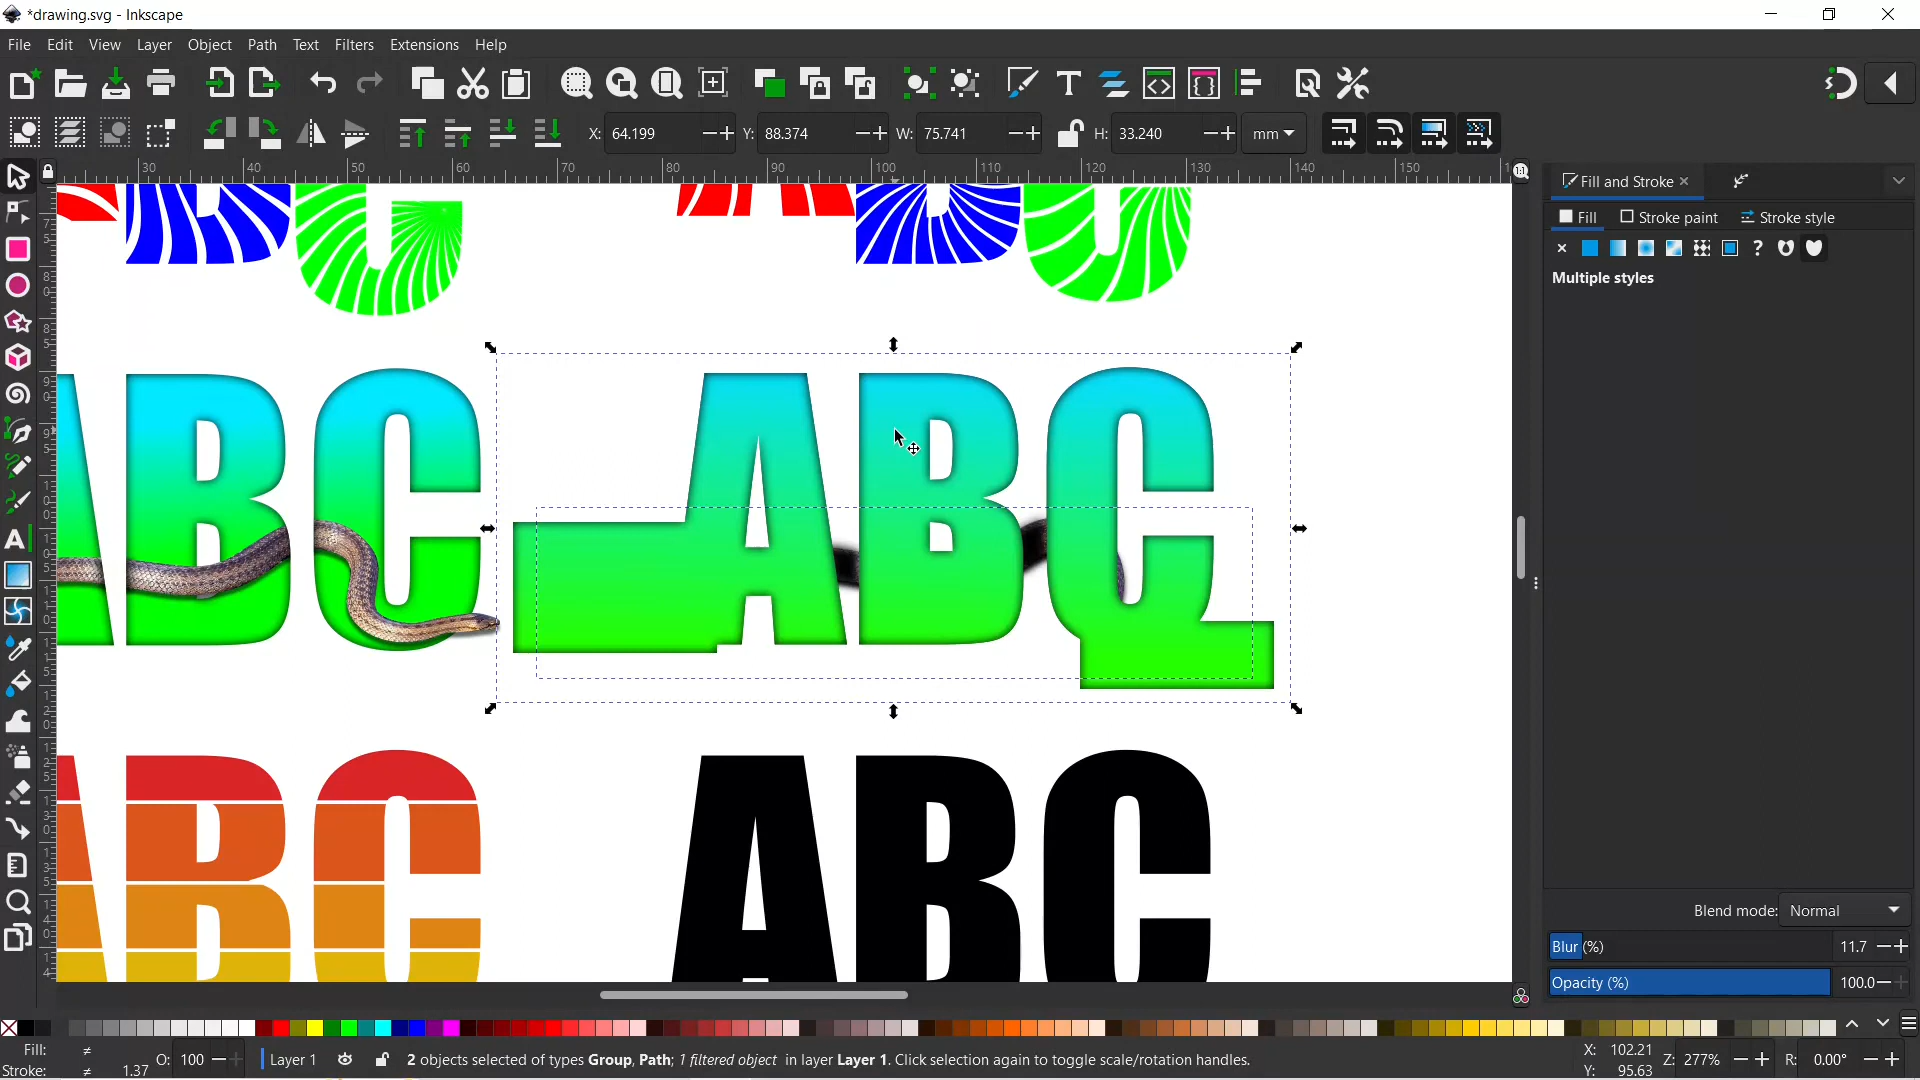 *drawing.svg - Inkscape
File Edit View Layer Object Path Text Filters Extensions Help
X: 64.199 Y: 88.374 W: 75.741 H: 33.240 mm
30 40 50 60 70 80 90 100 110 120 130 140 150
Fill and Stroke
Fill Stroke paint Stroke style
Multiple styles
ABC ABC
ABC ABC
ABC ABC
Blend mode: Normal
Blur (%) 11.7
Opacity (%) 100.0
Fill: ≠ O: 100 Layer 1 2 objects selected of types Group, Path; 1 filtered object in layer Layer 1. Click selection again to toggle scale/rotation handles. X: 102.21 Z: 277% R: 0.00°
Stroke: ≠ 1.37 Y: 95.63